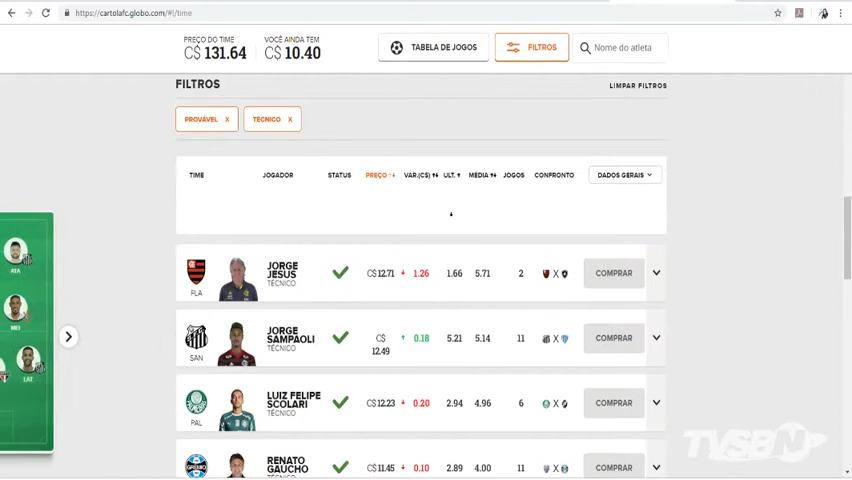 https://cartolafc.globo.com/#!/time
PREÇO DO TIME
C$ 131.64
VOCÊ AINDA TEM
C$ 10.40
TABELA DE JOGOS
FILTROS
Nome do atleta
FILTROS
LIMPAR FILTROS
PROVÁVEL X
TÉCNICO X
TIME JOGADOR STATUS PREÇO VAR.(C$) ULT. MÉDIA JOGOS CONFRONTO DADOS GERAIS
FLA
JORGE JESUS
TÉCNICO
C$ 12.71 1.26 1.66 5.71 2 X COMPRAR
SAN
JORGE SAMPAOLI
TÉCNICO
C$ 12.49 0.18 5.21 5.14 11 X COMPRAR
PAL
LUIZ FELIPE SCOLARI
TÉCNICO
C$ 12.23 0.20 2.94 4.96 6 X COMPRAR
RENATO GAUCHO
TÉCNICO
C$ 11.45 0.10 2.89 4.00 11 X COMPRAR
ATA
MEI
LAT
TVSBN